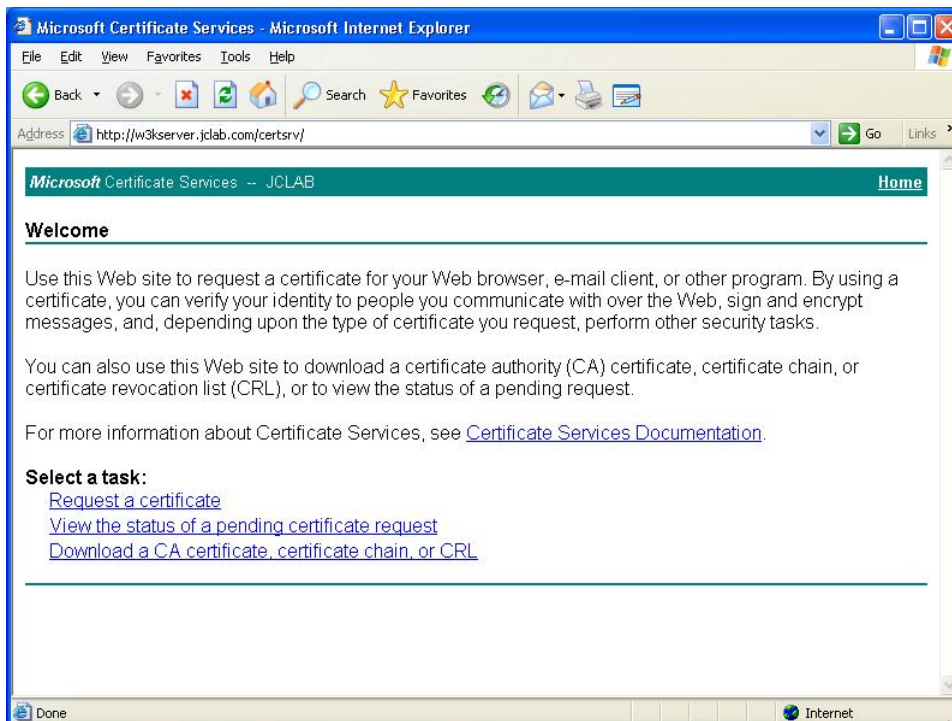 Microsoft Certificate Services - Microsoft Internet Explorer
File Edit View Favorites Tools Help
Back Search Favorites
Address http://w3kserver.jclab.com/certsrv/ Go Links »
Microsoft Certificate Services -- JCLAB Home
Welcome
Use this Web site to request a certificate for your Web browser, e-mail client, or other program. By using a
certificate, you can verify your identity to people you communicate with over the Web, sign and encrypt
messages, and, depending upon the type of certificate you request, perform other security tasks.
You can also use this Web site to download a certificate authority (CA) certificate, certificate chain, or
certificate revocation list (CRL), or to view the status of a pending request.
For more information about Certificate Services, see Certificate Services Documentation.
Select a task:
Request a certificate
View the status of a pending certificate request
Download a CA certificate, certificate chain, or CRL
Done Internet